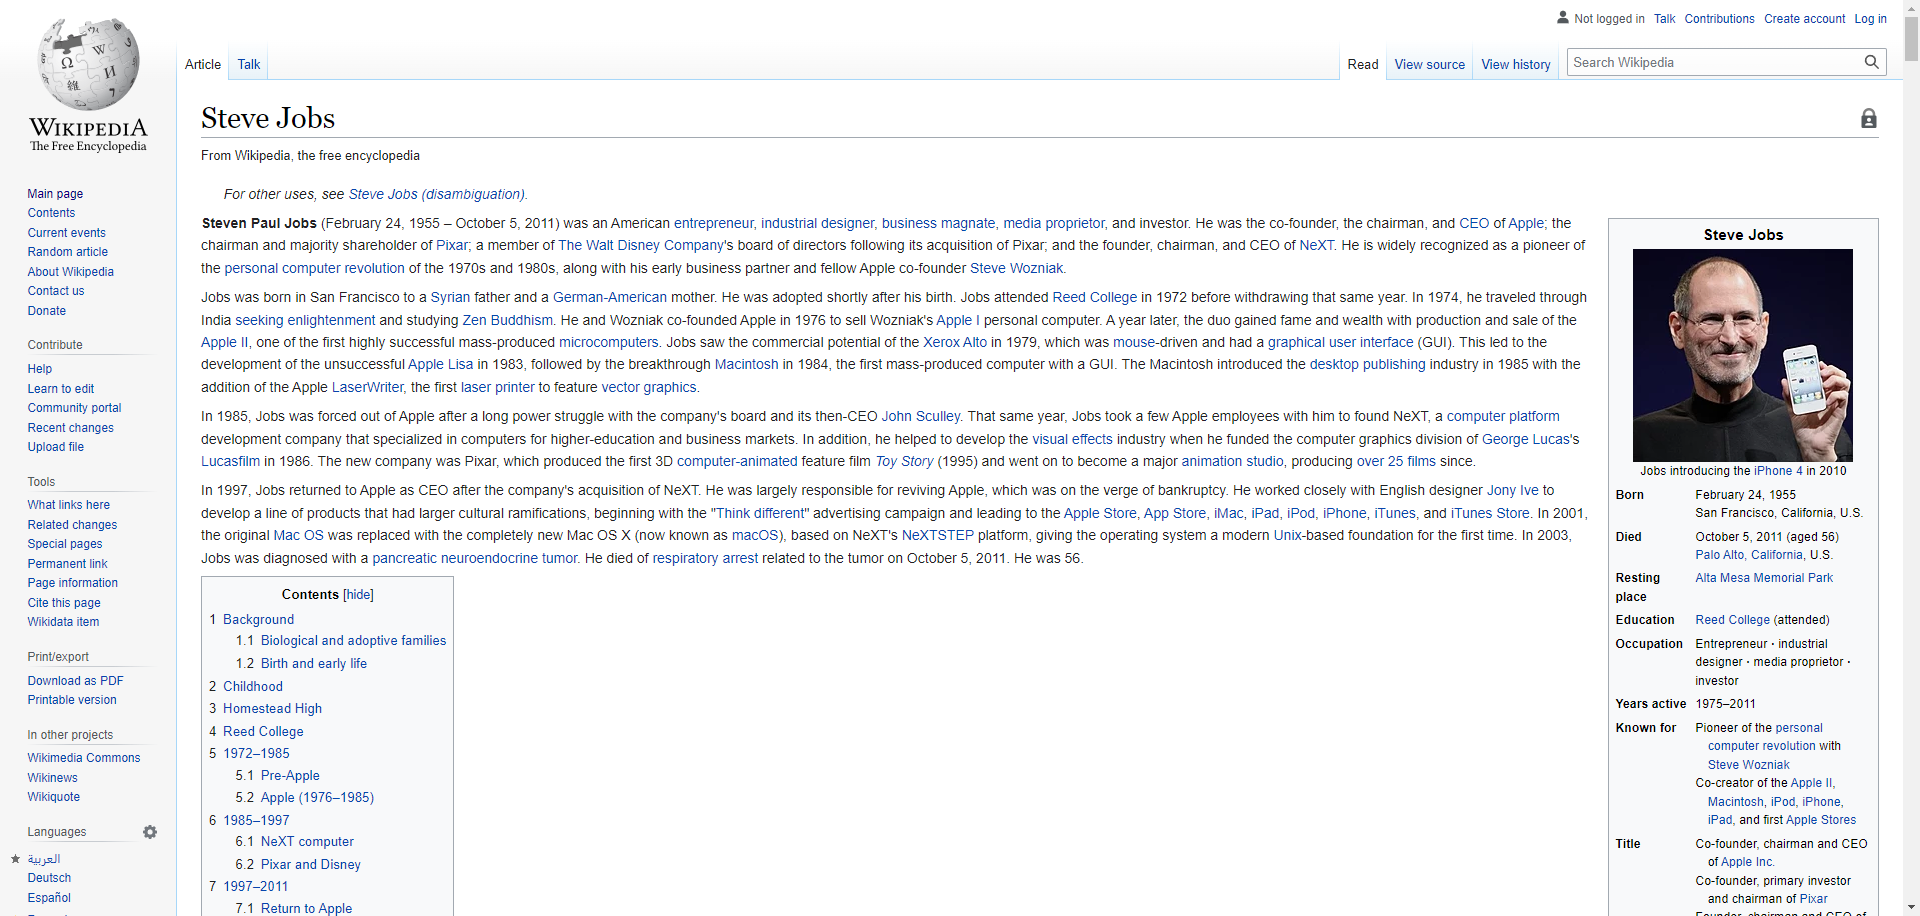 Not logged in Talk Contributions Create account Log in
Article Talk
Read View source View history Search Wikipedia
WIKIPEDIA
The Free Encyclopedia
Main page
Contents
Current events
Random article
About Wikipedia
Contact us
Donate
Contribute
Help
Learn to edit
Community portal
Recent changes
Upload file
Tools
What links here
Related changes
Special pages
Permanent link
Page information
Cite this page
Wikidata item
Print/export
Download as PDF
Printable version
In other projects
Wikimedia Commons
Wikinews
Wikiquote
Languages
العربية
Deutsch
Español
Steve Jobs
From Wikipedia, the free encyclopedia
For other uses, see Steve Jobs (disambiguation).
Steven Paul Jobs (February 24, 1955 – October 5, 2011) was an American entrepreneur, industrial designer, business magnate, media proprietor, and investor. He was the co-founder, the chairman, and CEO of Apple; the
chairman and majority shareholder of Pixar; a member of The Walt Disney Company's board of directors following its acquisition of Pixar; and the founder, chairman, and CEO of NeXT. He is widely recognized as a pioneer of
the personal computer revolution of the 1970s and 1980s, along with his early business partner and fellow Apple co-founder Steve Wozniak.
Jobs was born in San Francisco to a Syrian father and a German-American mother. He was adopted shortly after his birth. Jobs attended Reed College in 1972 before withdrawing that same year. In 1974, he traveled through
India seeking enlightenment and studying Zen Buddhism. He and Wozniak co-founded Apple in 1976 to sell Wozniak's Apple I personal computer. A year later, the duo gained fame and wealth with production and sale of the
Apple II, one of the first highly successful mass-produced microcomputers. Jobs saw the commercial potential of the Xerox Alto in 1979, which was mouse-driven and had a graphical user interface (GUI). This led to the
development of the unsuccessful Apple Lisa in 1983, followed by the breakthrough Macintosh in 1984, the first mass-produced computer with a GUI. The Macintosh introduced the desktop publishing industry in 1985 with the
addition of the Apple LaserWriter, the first laser printer to feature vector graphics.
In 1985, Jobs was forced out of Apple after a long power struggle with the company's board and its then-CEO John Sculley. That same year, Jobs took a few Apple employees with him to found NeXT, a computer platform
development company that specialized in computers for higher-education and business markets. In addition, he helped to develop the visual effects industry when he funded the computer graphics division of George Lucas's
Lucasfilm in 1986. The new company was Pixar, which produced the first 3D computer-animated feature film Toy Story (1995) and went on to become a major animation studio, producing over 25 films since.
In 1997, Jobs returned to Apple as CEO after the company's acquisition of NeXT. He was largely responsible for reviving Apple, which was on the verge of bankruptcy. He worked closely with English designer Jony Ive to
develop a line of products that had larger cultural ramifications, beginning with the "Think different" advertising campaign and leading to the Apple Store, App Store, iMac, iPad, iPod, iPhone, iTunes, and iTunes Store. In 2001,
the original Mac OS was replaced with the completely new Mac OS X (now known as macOS), based on NeXT's NeXTSTEP platform, giving the operating system a modern Unix-based foundation for the first time. In 2003,
Jobs was diagnosed with a pancreatic neuroendocrine tumor. He died of respiratory arrest related to the tumor on October 5, 2011. He was 56.
Contents [hide]
1 Background
1.1 Biological and adoptive families
1.2 Birth and early life
2 Childhood
3 Homestead High
4 Reed College
5 1972–1985
5.1 Pre-Apple
5.2 Apple (1976–1985)
6 1985–1997
6.1 NeXT computer
6.2 Pixar and Disney
7 1997–2011
7.1 Return to Apple
Steve Jobs
Jobs introducing the iPhone 4 in 2010
Born February 24, 1955
San Francisco, California, U.S.
Died October 5, 2011 (aged 56)
Palo Alto, California, U.S.
Resting Alta Mesa Memorial Park
place
Education Reed College (attended)
Occupation Entrepreneur · industrial
designer · media proprietor ·
investor
Years active 1975–2011
Known for Pioneer of the personal
computer revolution with
Steve Wozniak
Co-creator of the Apple II,
Macintosh, iPod, iPhone,
iPad, and first Apple Stores
Title Co-founder, chairman and CEO
of Apple Inc.
Co-founder, primary investor
and chairman of Pixar
Founder, chairman and CEO of